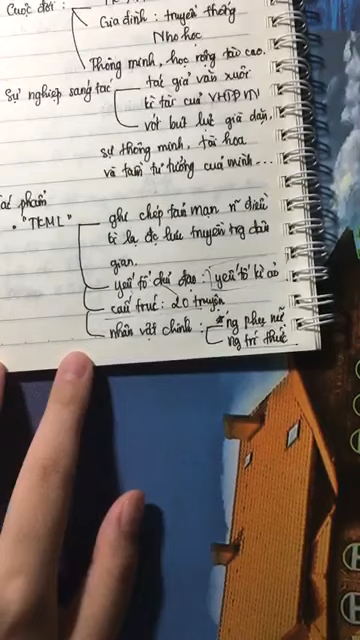 Cuộc đời :
Gia đình : truyền thống
Nho học
Thông minh, học rộng tài cao.
Sự nghiệp sáng tác
tác giả văn xuôi
kì tài của VHTĐVN
với bút lực già dặn,
sự thông minh, tài hoa
và tâm tư tưởng của mình ...
Tác phẩm
• "TKML"
ghi chép tản mạn n~ điều
kì lạ đc lưu truyền trg dân
gian.
yếu tố chủ đạo : yếu tố kì ảo
cấu trúc : 20 truyện
nhân vật chính : ng phụ nữ
ng trí thức